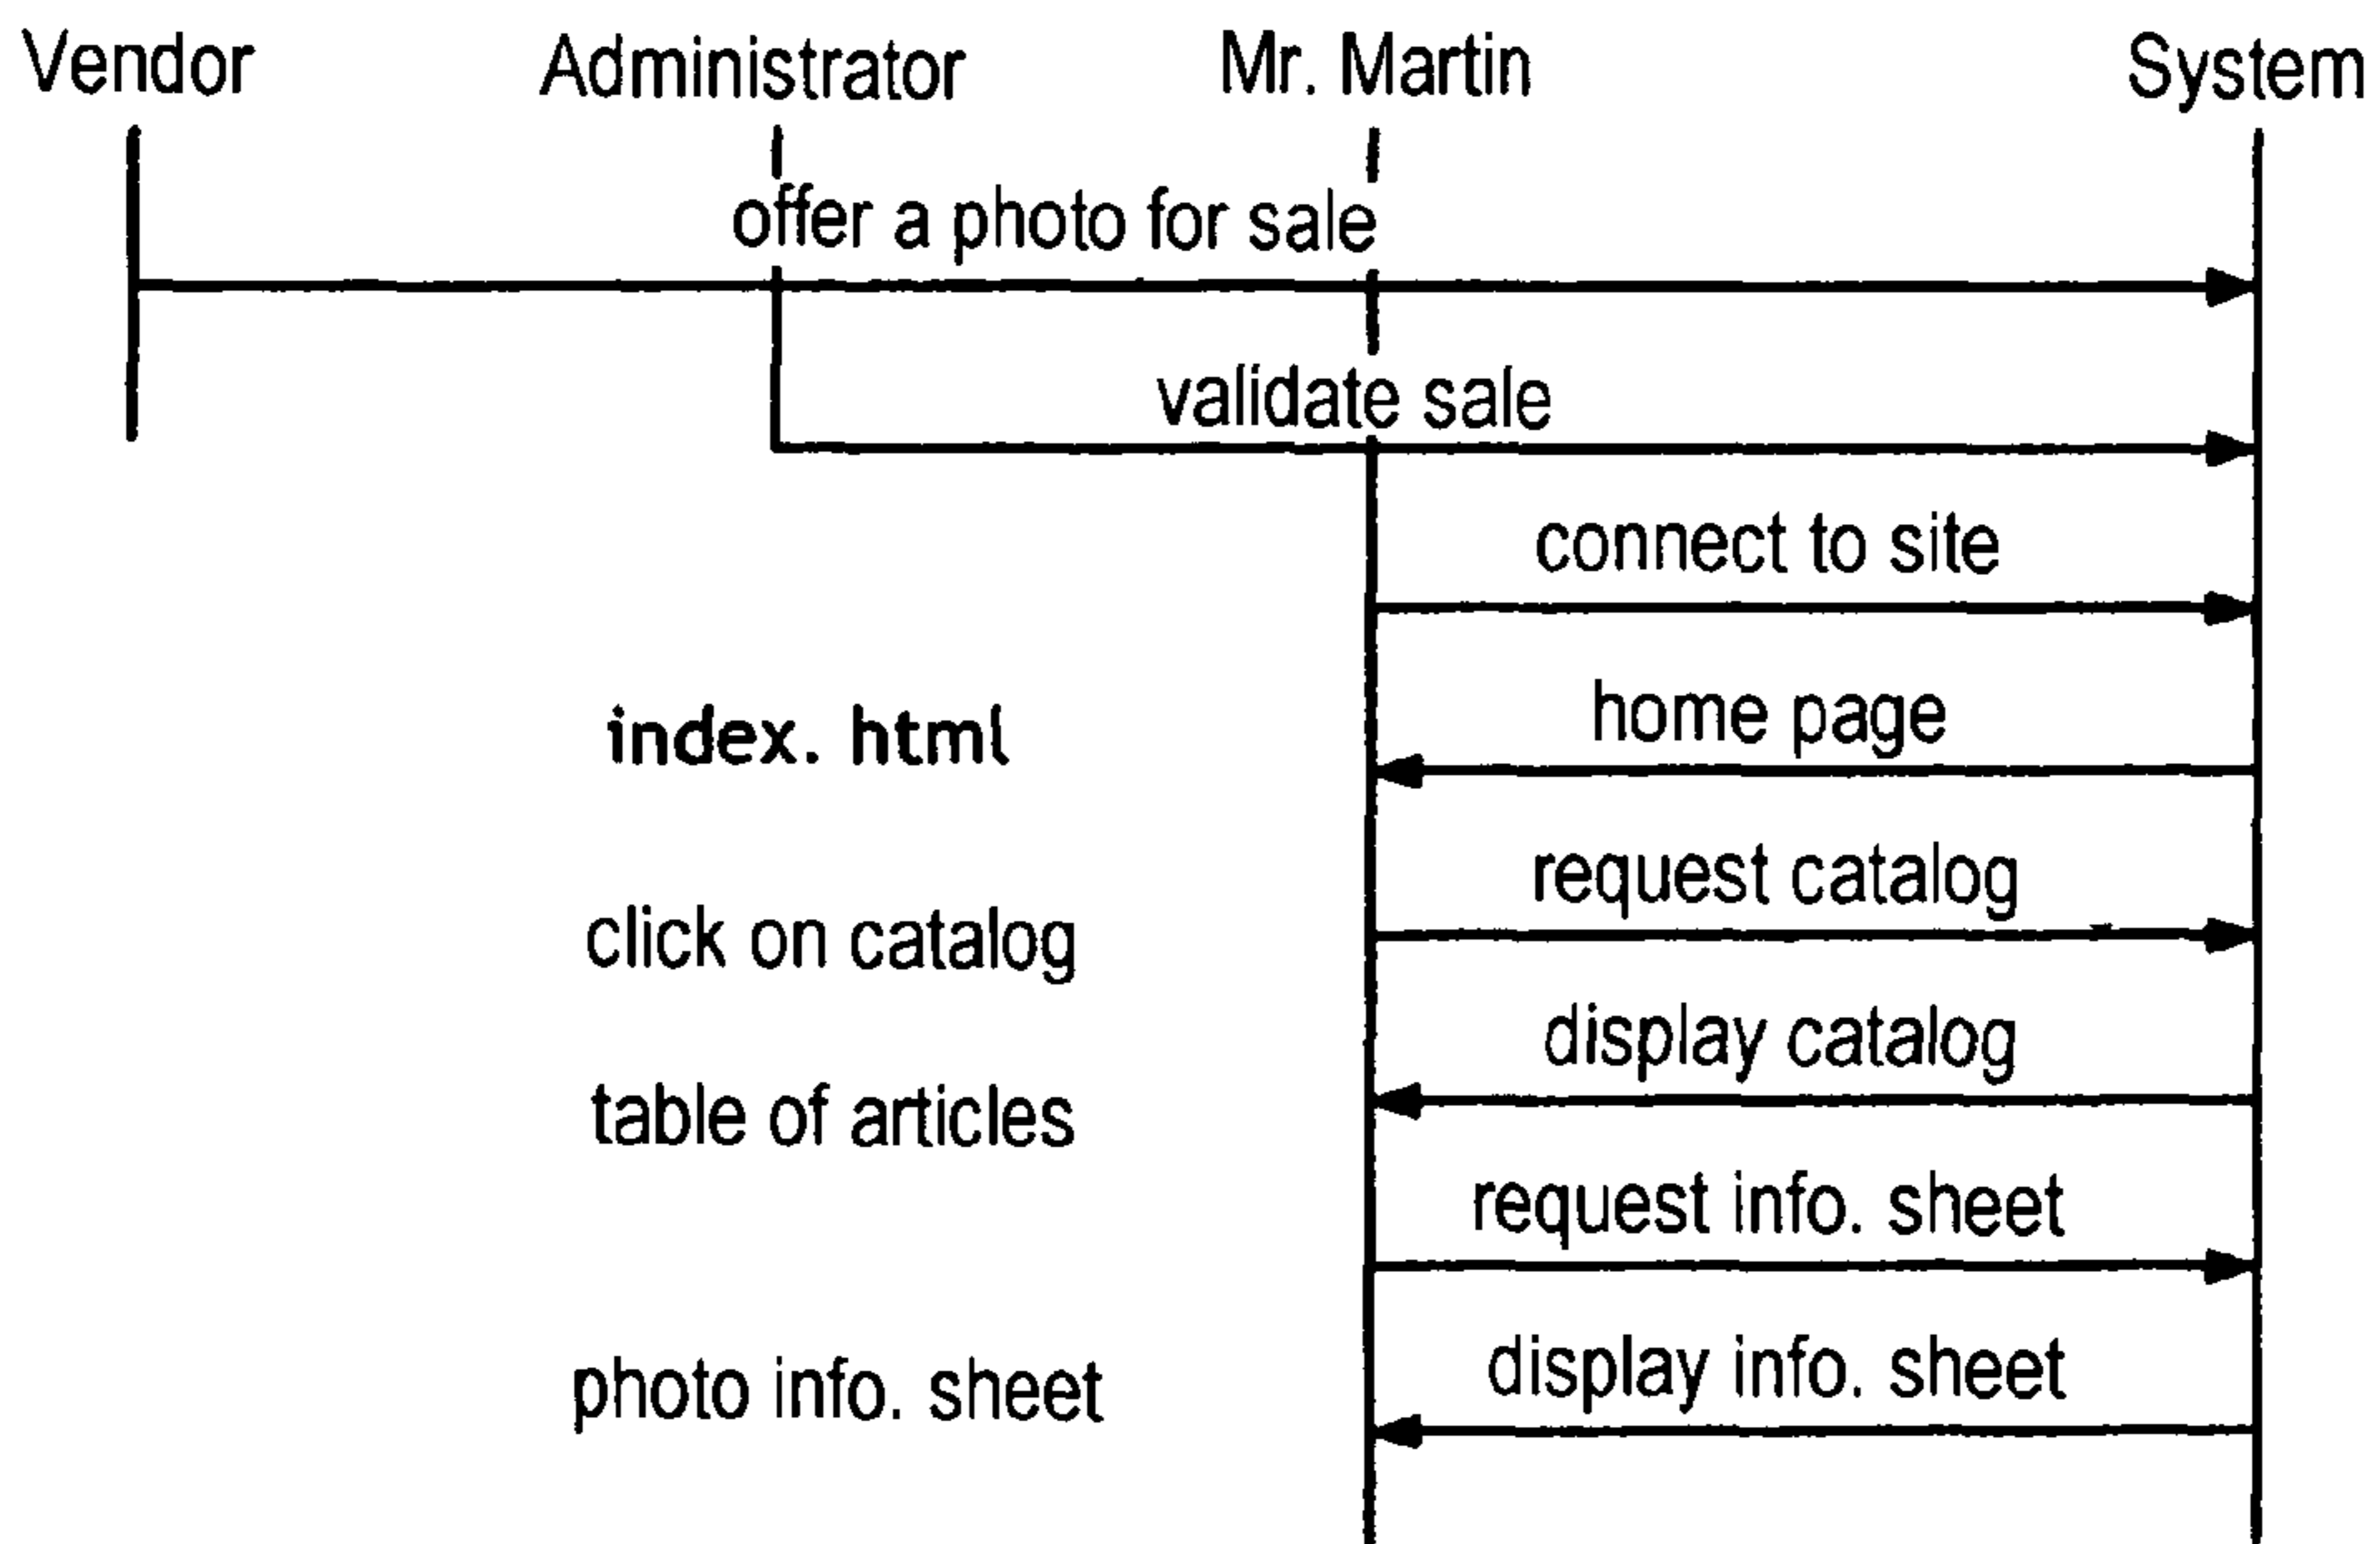 Vendor Administrator Mr. Martin System
offer a photo for sale
validate sale
connect to site
home page
index. html
request catalog
click on catalog
display catalog
table of articles
request info. sheet
display info. sheet
photo info. sheet